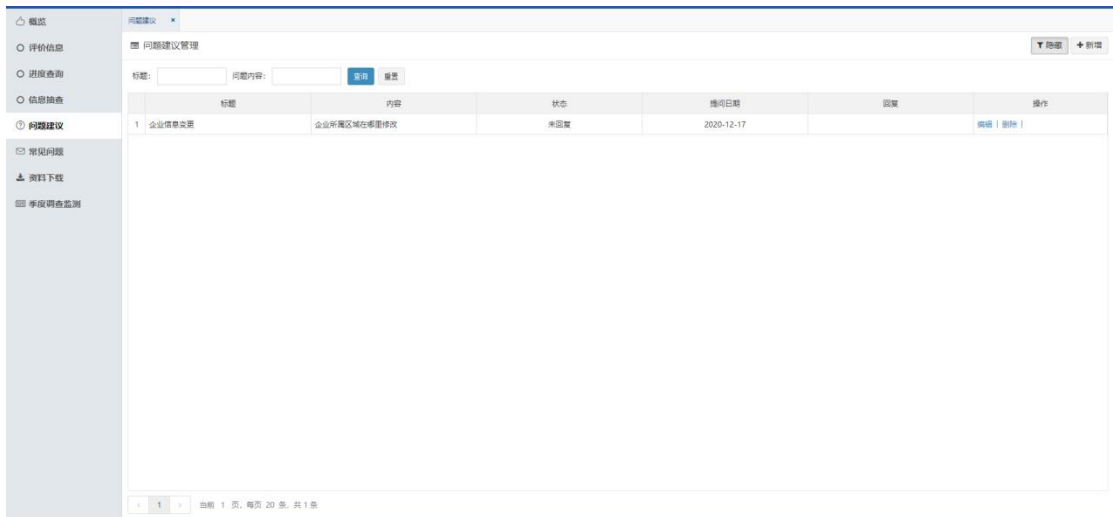 概览
评价信息
进度查询
信息抽查
问题建议
常见问题
资料下载
季度调查监测
问题建议 ×
问题建议管理
隐藏 新增
标题: 问题内容: 查询 重置
标题 内容 状态 提问日期 回复 操作
1 企业信息变更 企业所属区域在哪里修改 未回复 2020-12-17 编辑 | 删除 |
< 1 > 当前 1 页, 每页 20 条, 共 1 条